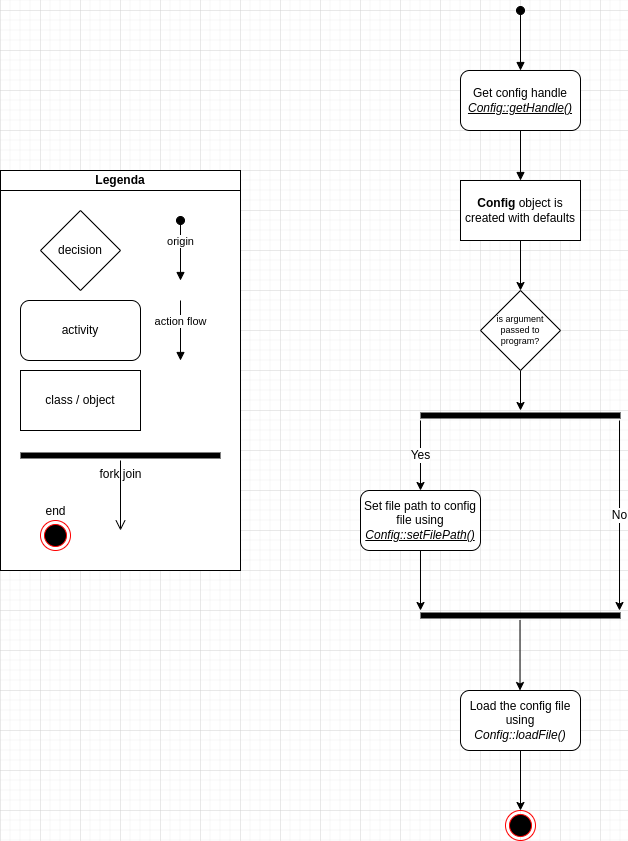 Get config handle
Config::getHandle()
Legenda
Config object is
created with defaults
decision
origin
activity
action flow
is argument
passed to
program?
class / object
Yes
fork join
Set file path to config
file using
Config::setFilePath()
end
No
Load the config file
using
Config::loadFile()